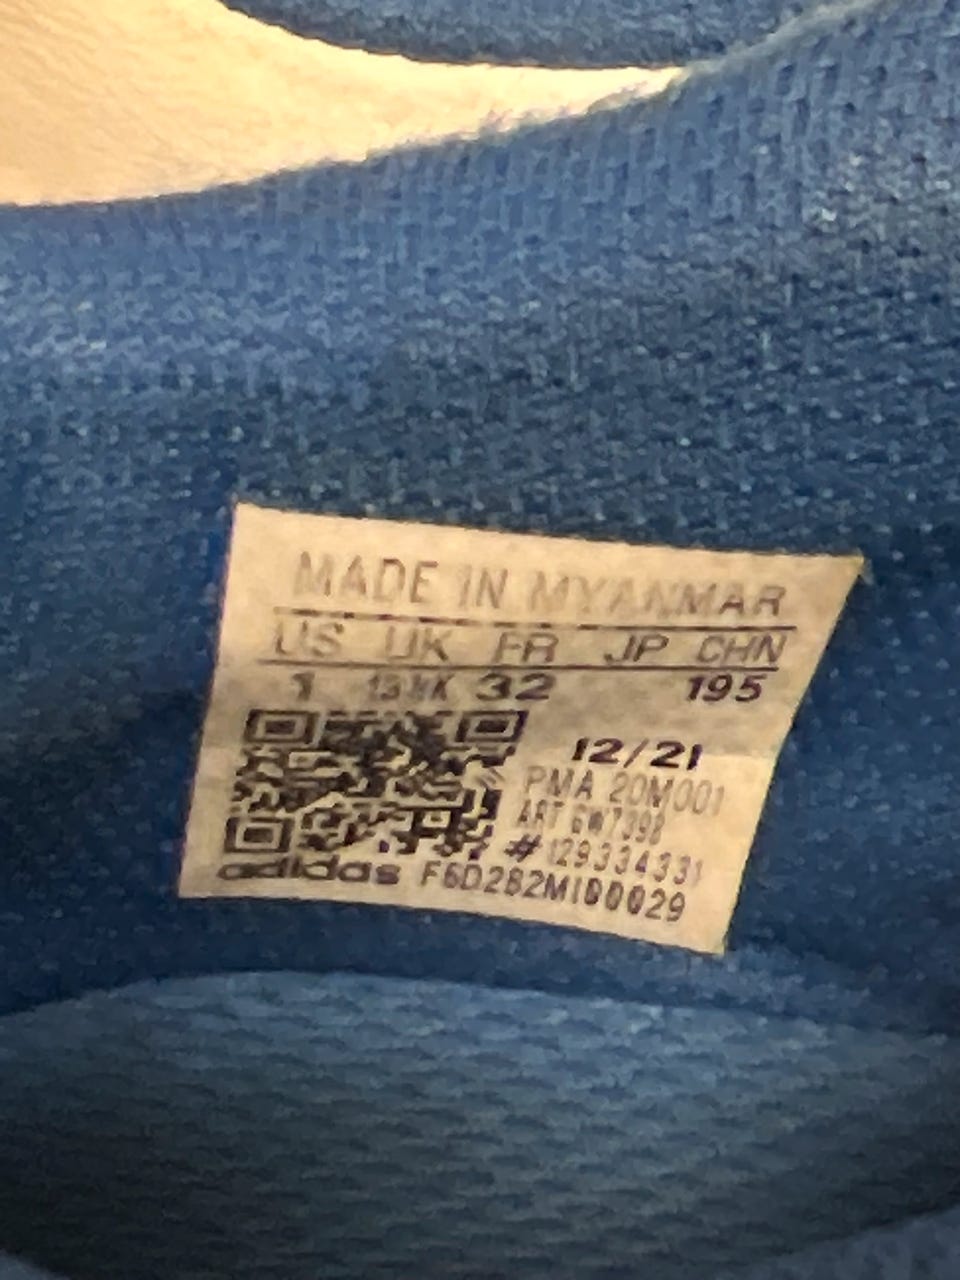 MADE IN MYANMAR
US UK FR JP CHN
1 13½K 32 195
12/21
PMA 20M001
ART GW7398
#129334331
adidas F6D282MI00029